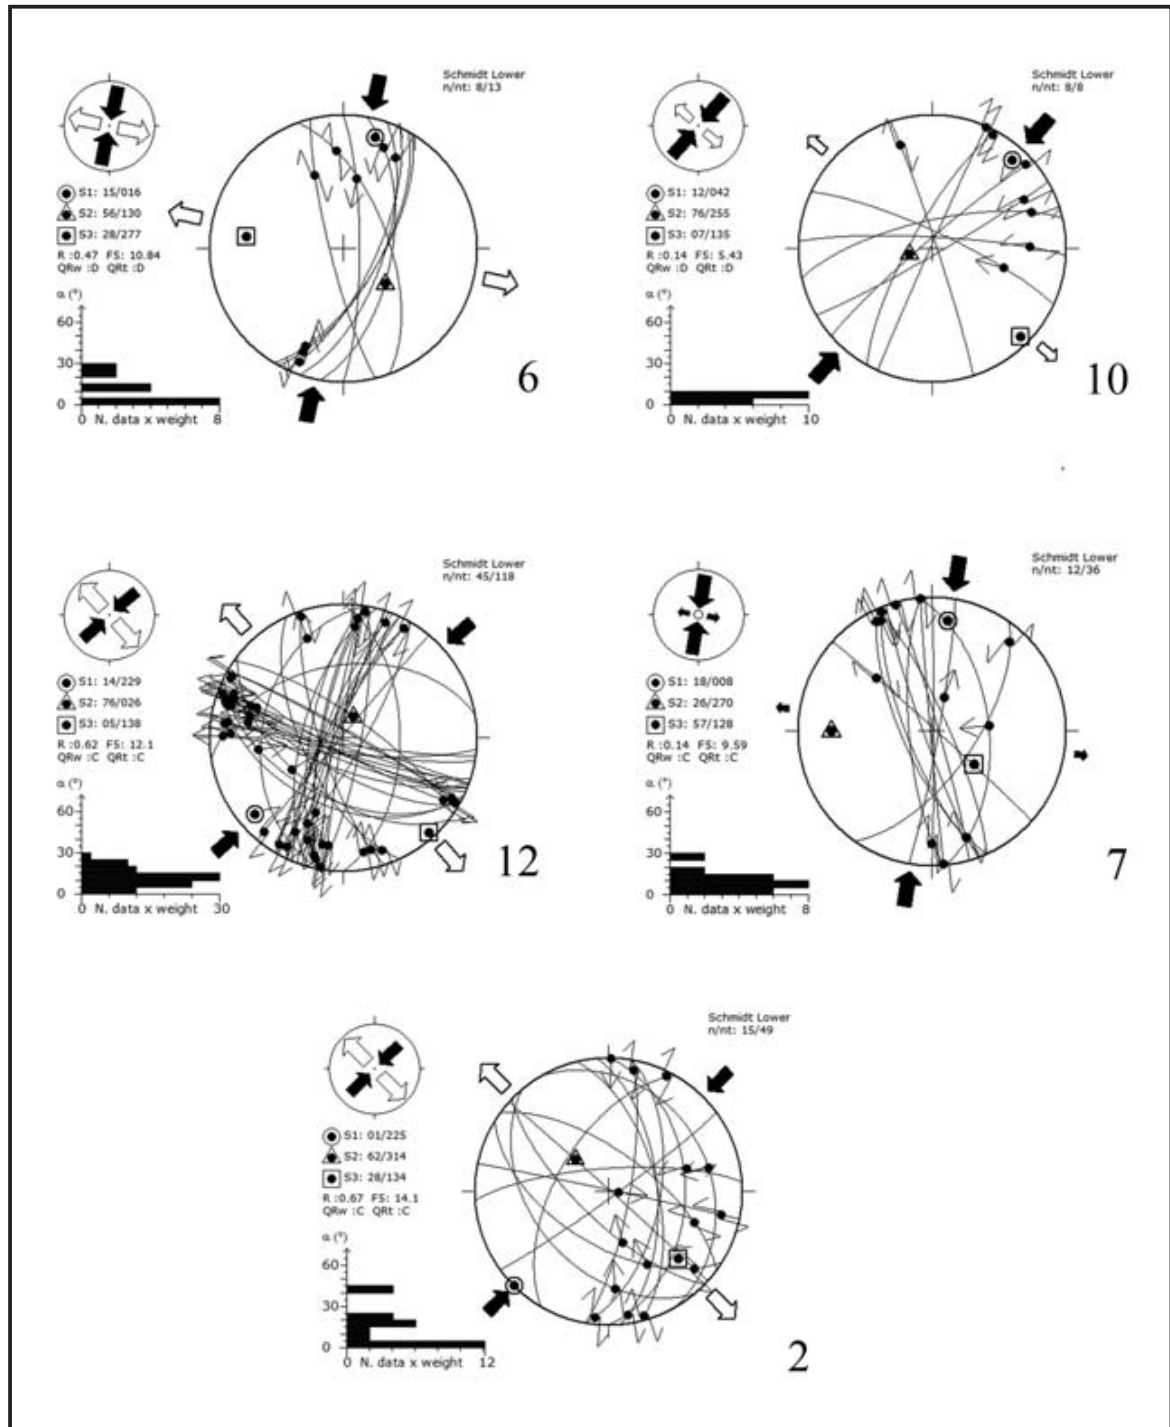 Schmidt Lower
n/nt: 8/13
S1: 15/016
S2: 56/130
S3: 28/277
R :0.47 FS: 10.84
QRw :D QRt :D
α (°)
60
30
0
0 N. data x weight 8
6
Schmidt Lower
n/nt: 8/8
S1: 12/042
S2: 76/255
S3: 07/135
R :0.14 FS: 5.43
QRw :D QRt :D
α (°)
60
30
0
0 N. data x weight 10
10
Schmidt Lower
n/nt: 45/118
S1: 14/229
S2: 76/026
S3: 05/138
R :0.62 FS: 12.1
QRw :C QRt :C
α (°)
60
30
0
0 N. data x weight 30
12
Schmidt Lower
n/nt: 12/36
S1: 18/008
S2: 26/270
S3: 57/128
R :0.14 FS: 9.59
QRw :C QRt :C
α (°)
60
30
0
0 N. data x weight 8
7
Schmidt Lower
n/nt: 15/49
S1: 01/225
S2: 62/314
S3: 28/134
R :0.67 FS: 14.1
QRw :C QRt :C
α (°)
60
30
0
0 N. data x weight 12
2